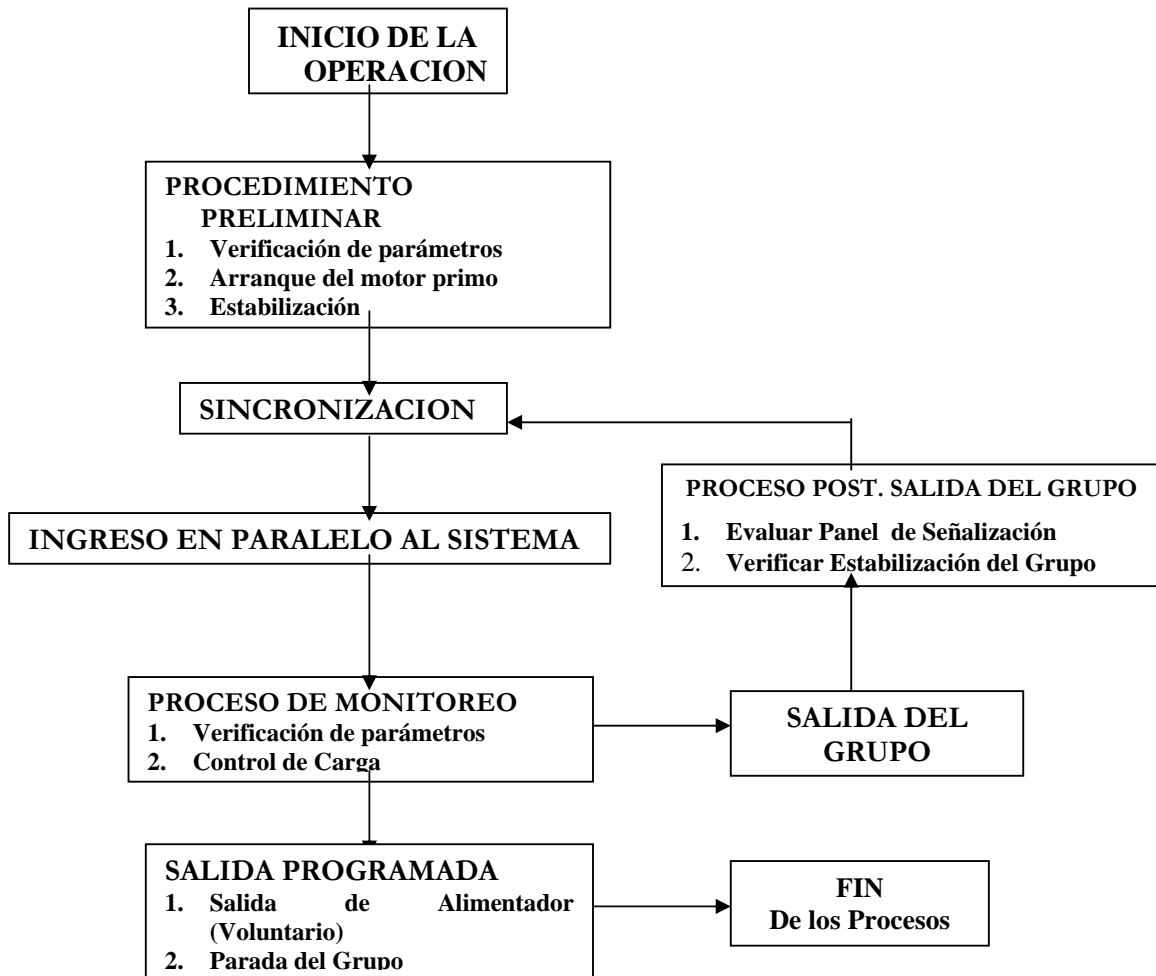 INICIO DE LA
OPERACION
PROCEDIMIENTO
PRELIMINAR
1. Verificación de parámetros
2. Arranque del motor primo
3. Estabilización
SINCRONIZACION
INGRESO EN PARALELO AL SISTEMA
PROCESO POST. SALIDA DEL GRUPO
1. Evaluar Panel de Señalización
2. Verificar Estabilización del Grupo
PROCESO DE MONITOREO
1. Verificación de parámetros
2. Control de Carga
SALIDA DEL
GRUPO
SALIDA PROGRAMADA
1. Salida de Alimentador
(Voluntario)
2. Parada del Grupo
FIN
De los Procesos